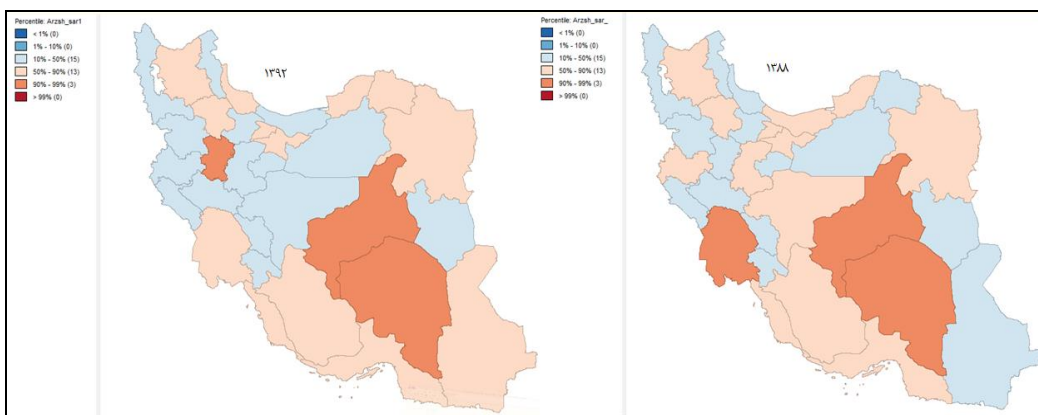 Percentile: Arzsh_sar1
< 1% (0)
1% - 10% (0)
10% - 50% (15)
50% - 90% (13)
90% - 99% (3)
> 99% (0)
۱۳۹۲
Percentile: Arzsh_sar_
< 1% (0)
1% - 10% (0)
10% - 50% (15)
50% - 90% (13)
90% - 99% (3)
> 99% (0)
۱۳۸۸